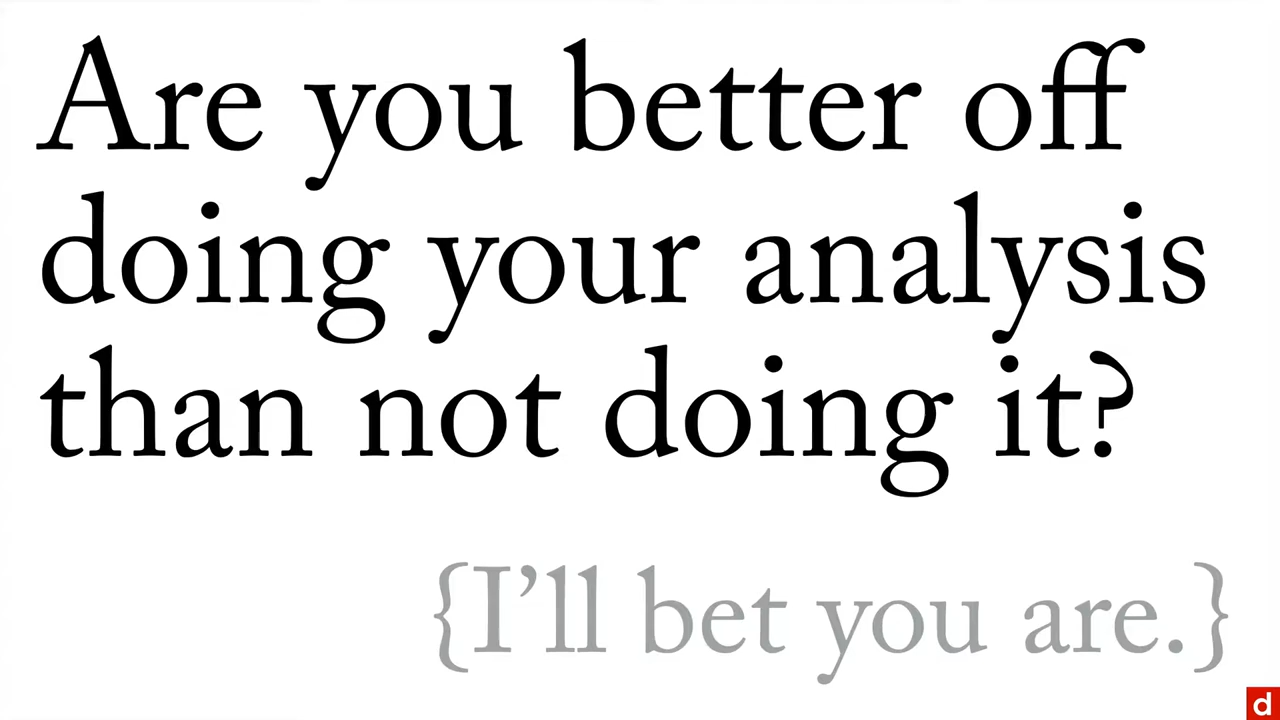 Are you better off
doing your analysis
than not doing it?
{I’ll bet you are.}
d